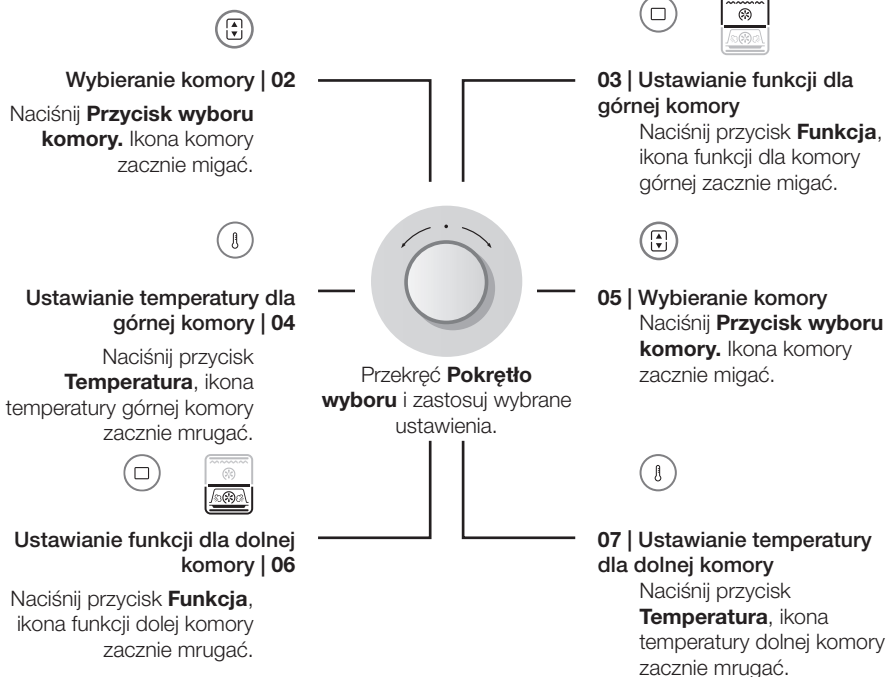 Wybieranie komory | 02
Naciśnij Przycisk wyboru
komory. Ikona komory
zacznie migać.
03 | Ustawianie funkcji dla
górnej komory
Naciśnij przycisk Funkcja,
ikona funkcji dla komory
górnej zacznie migać.
Ustawianie temperatury dla
górnej komory | 04
Naciśnij przycisk
Temperatura, ikona
temperatury górnej komory
zacznie mrugać.
05 | Wybieranie komory
Naciśnij Przycisk wyboru
komory. Ikona komory
zacznie migać.
Przekręć Pokrętło
wyboru i zastosuj wybrane
ustawienia.
Ustawianie funkcji dla dolnej
komory | 06
Naciśnij przycisk Funkcja,
ikona funkcji dolej komory
zacznie mrugać.
07 | Ustawianie temperatury
dla dolnej komory
Naciśnij przycisk
Temperatura, ikona
temperatury dolnej komory
zacznie mrugać.